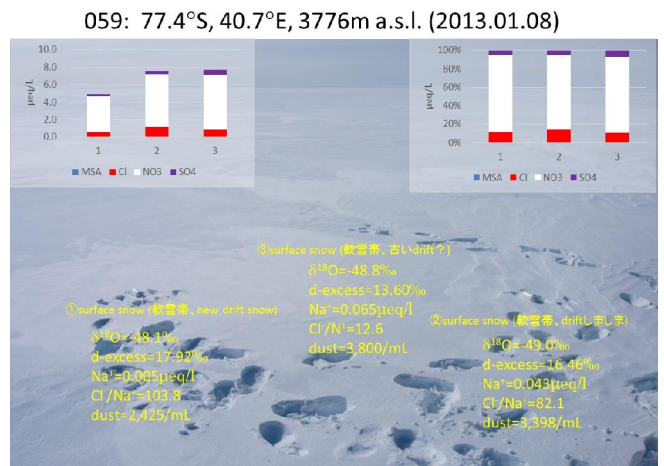 059: 77.4°S, 40.7°E, 3776m a.s.l. (2013.01.08)
10.0
8.0
6.0
4.0
2.0
0.0
µeq/L
1 2 3
MSA Cl NO3 SO4
100%
80%
60%
40%
20%
0%
µeq/L
1 2 3
MSA Cl NO3 SO4
③surface snow (軟雪帯、古いdrift？)
δ¹⁸O=-48.8‰
d-excess=13.60‰
Na⁺=0.065µeq/l
Cl⁻/N⁺=12.6
dust=3,800/mL
①surface snow (軟雪帯、new drift snow)
δ¹⁸O=-48.1‰
d-excess=17.92‰
Na⁺=0.005µeq/l
Cl⁻/Na⁺=103.8
dust=2,425/mL
②surface snow (軟雪帯、driftしましま)
δ¹⁸O=-49.0‰
d-excess=16.46‰
Na⁺=0.043µeq/l
Cl⁻/Na⁺=82.1
dust=3,398/mL